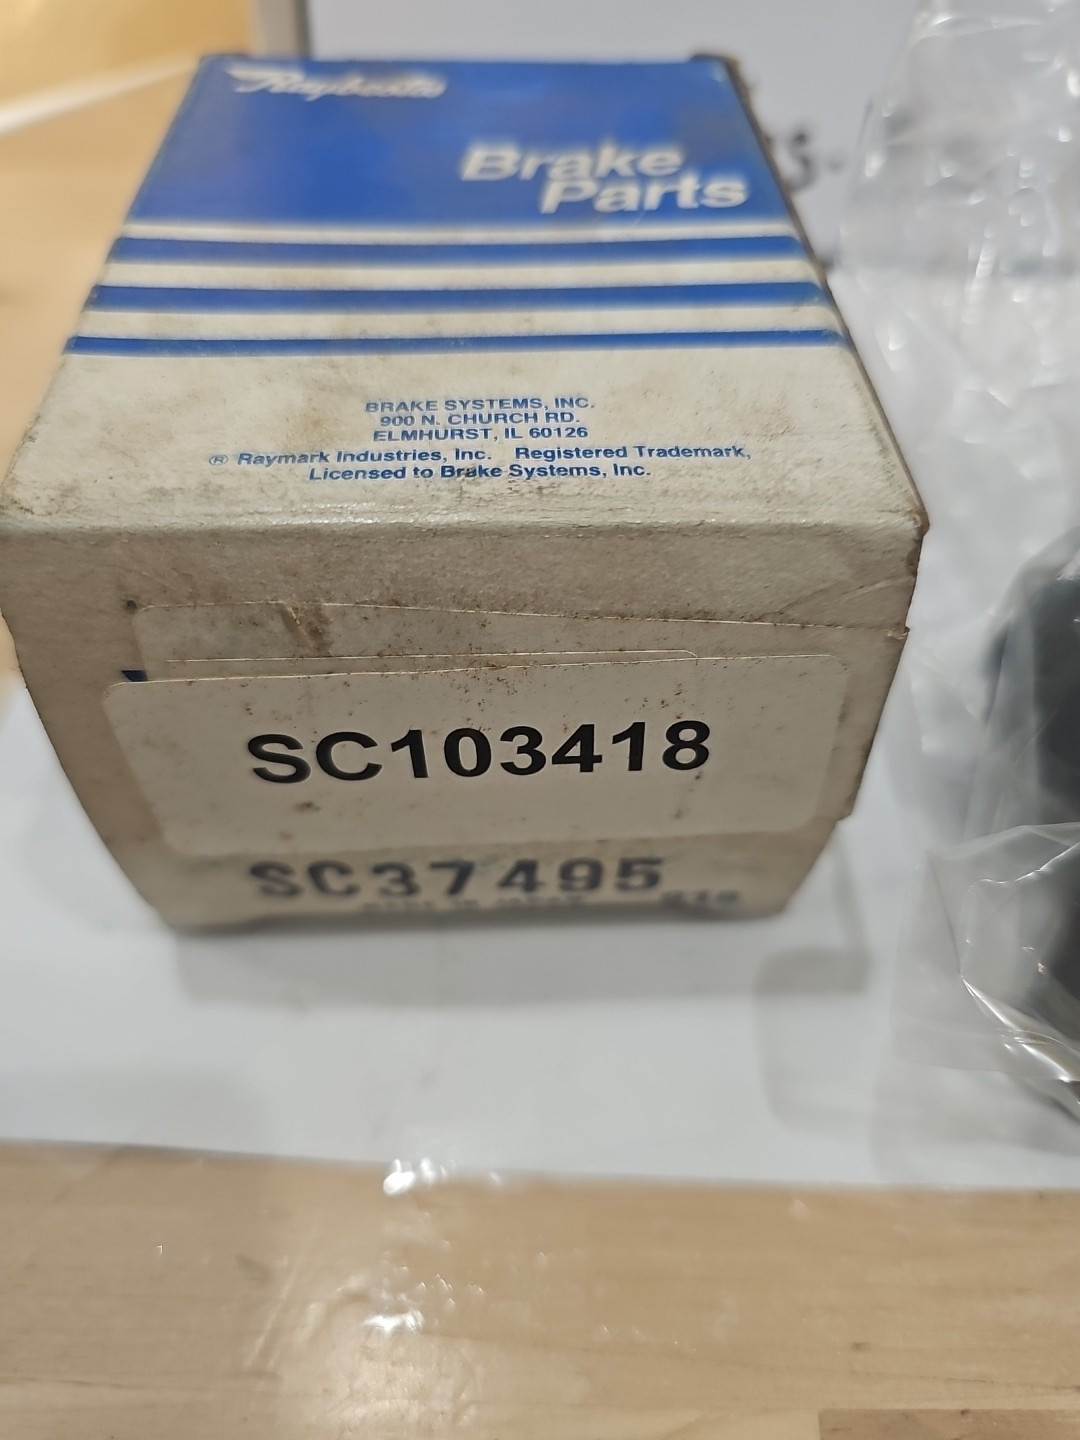 Raybestos
Brake
Parts
BRAKE SYSTEMS, INC.
900 N. CHURCH RD.
ELMHURST, IL 60126
® Raymark Industries, Inc. Registered Trademark,
Licensed to Brake Systems, Inc.
SC103418
SC37495